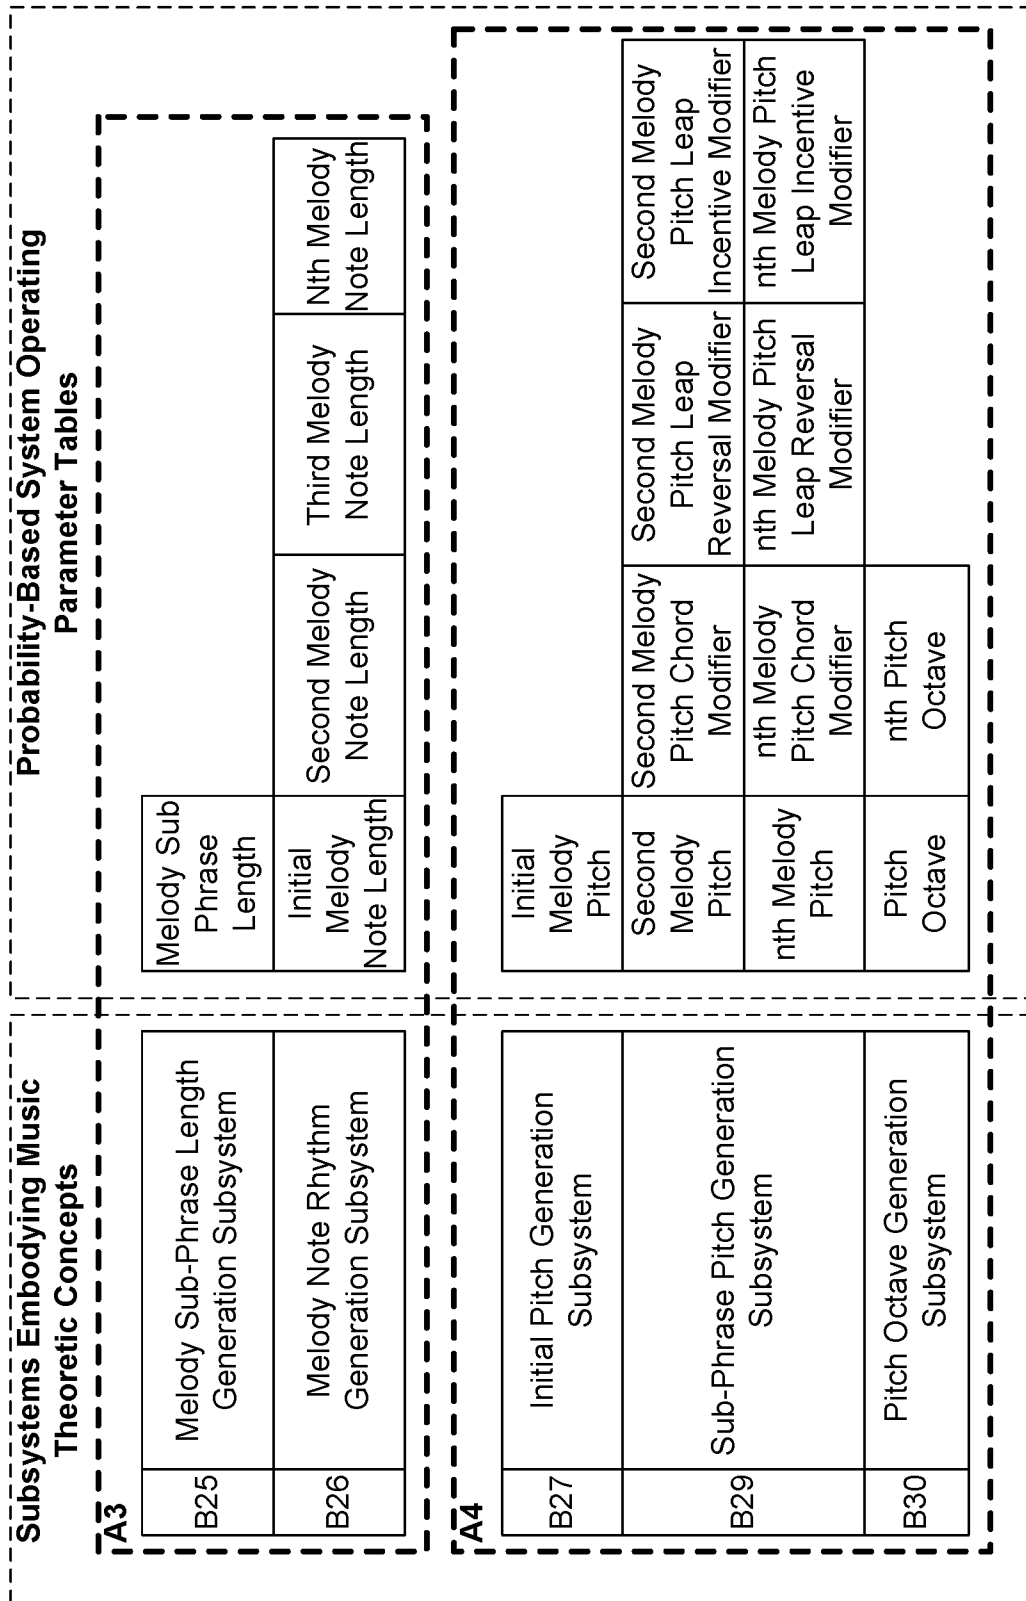 Subsystems Embodying Music
Theoretic Concepts
Probability-Based System Operating
Parameter Tables
A3
B25
Melody Sub-Phrase Length
Generation Subsystem
Melody Sub
Phrase
Length
B26
Melody Note Rhythm
Generation Subsystem
Initial
Melody
Note Length
Second Melody
Note Length
Third Melody
Note Length
Nth Melody
Note Length
A4
B27
Initial Pitch Generation
Subsystem
Initial
Melody
Pitch
B29
Sub-Phrase Pitch Generation
Subsystem
Second
Melody
Pitch
Second Melody
Pitch Chord
Modifier
Second Melody
Pitch Leap
Reversal Modifier
Second Melody
Pitch Leap
Incentive Modifier
nth Melody
Pitch
nth Melody
Pitch Chord
Modifier
nth Melody Pitch
Leap Reversal
Modifier
nth Melody Pitch
Leap Incentive
Modifier
B30
Pitch Octave Generation
Subsystem
Pitch
Octave
nth Pitch
Octave